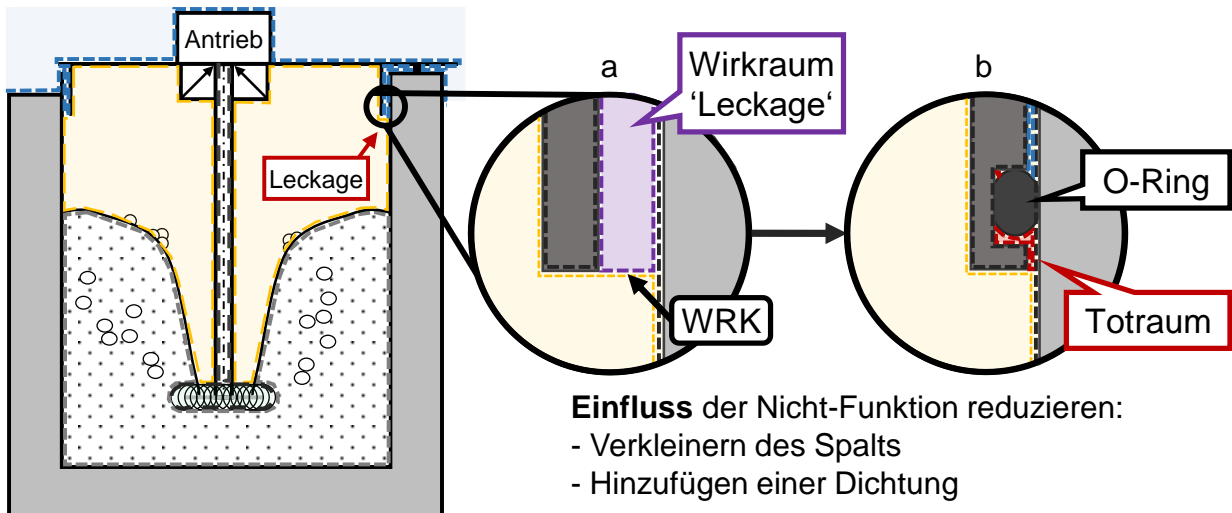 Antrieb
Leckage
a
Wirkraum
‘Leckage‘
WRK
b
O-Ring
Totraum
Einfluss der Nicht-Funktion reduzieren:
- Verkleinern des Spalts
- Hinzufügen einer Dichtung